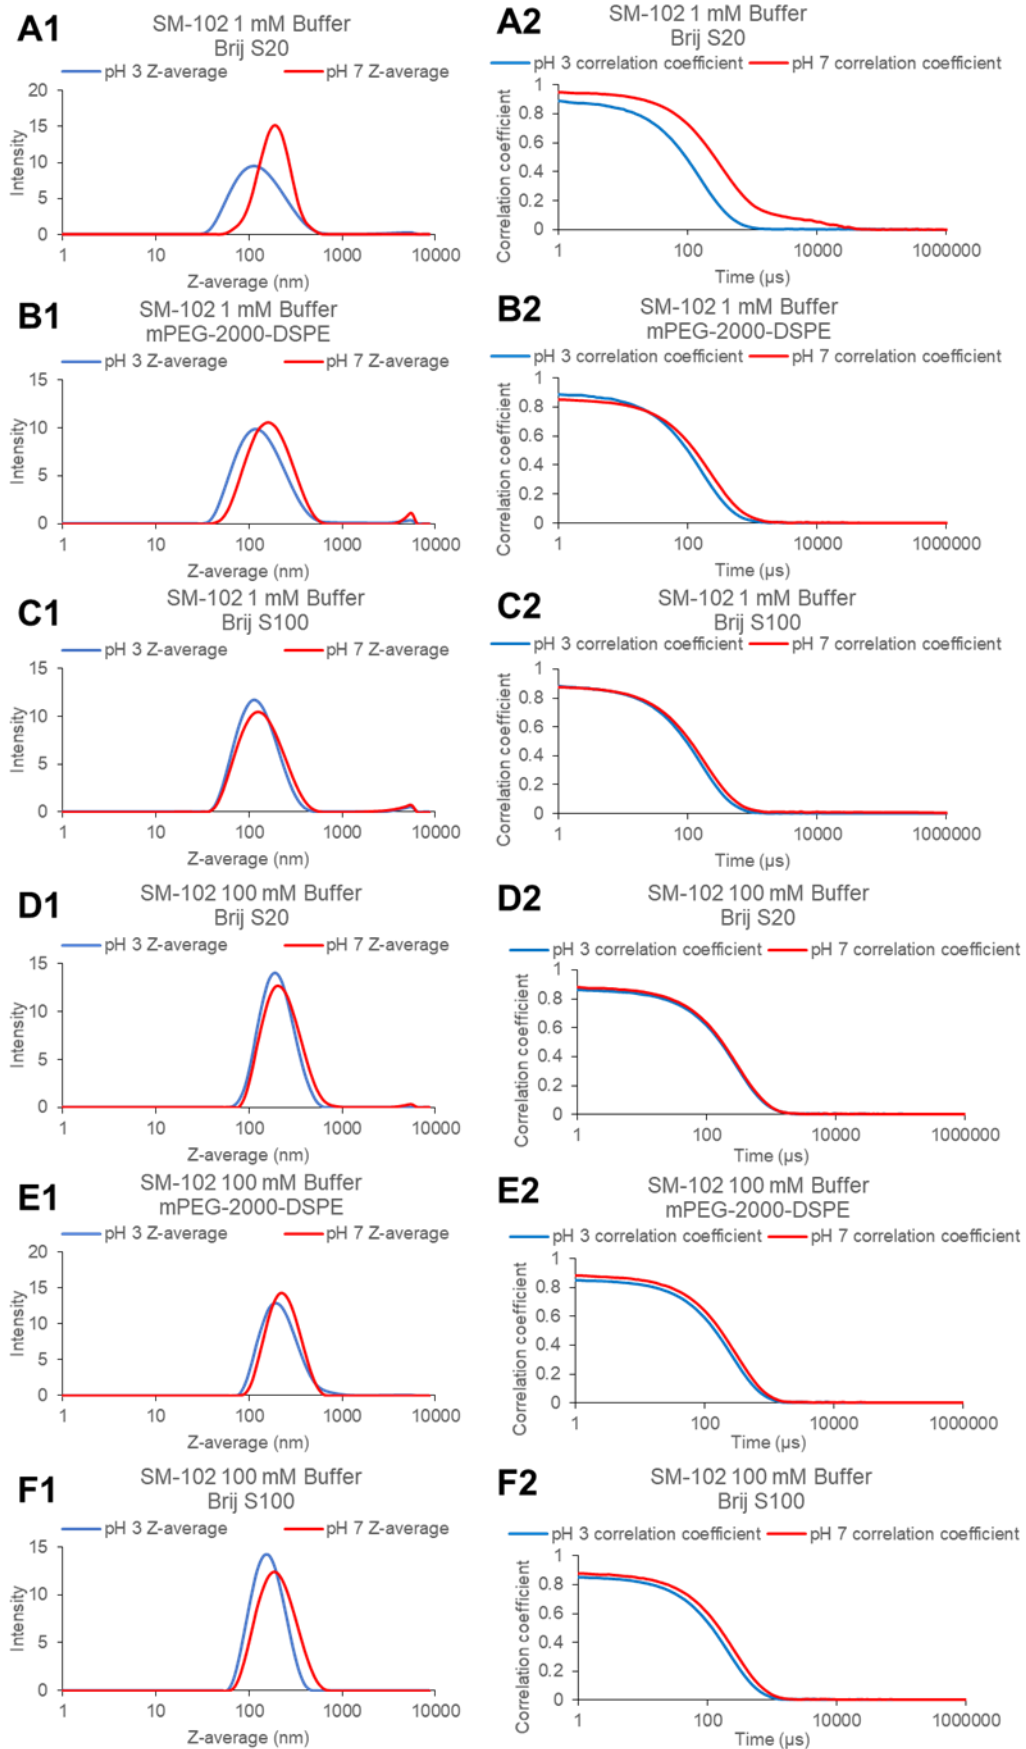 A1
SM-102 1 mM Buffer
Brij S20
pH 3 Z-average pH 7 Z-average
20
15
10
5
0
Intensity
1 10 100 1000 10000
Z-average (nm)
A2
SM-102 1 mM Buffer
Brij S20
pH 3 correlation coefficient pH 7 correlation coefficient
1
0.8
0.6
0.4
0.2
0
Correlation coefficient
1 100 10000 1000000
Time (µs)
B1
SM-102 1 mM Buffer
mPEG-2000-DSPE
pH 3 Z-average pH 7 Z-average
15
10
5
0
Intensity
1 10 100 1000 10000
Z-average (nm)
B2
SM-102 1 mM Buffer
mPEG-2000-DSPE
pH 3 correlation coefficient pH 7 correlation coefficient
1
0.8
0.6
0.4
0.2
0
Correlation coefficient
1 100 10000 1000000
Time (µs)
C1
SM-102 1 mM Buffer
Brij S100
pH 3 Z-average pH 7 Z-average
15
10
5
0
Intensity
1 10 100 1000 10000
Z-average (nm)
C2
SM-102 1 mM Buffer
Brij S100
pH 3 correlation coefficient pH 7 correlation coefficient
1
0.8
0.6
0.4
0.2
0
Correlation coefficient
1 100 10000 1000000
Time (µs)
D1
SM-102 100 mM Buffer
Brij S20
pH 3 Z-average pH 7 Z-average
15
10
5
0
Intensity
1 10 100 1000 10000
Z-average (nm)
D2
SM-102 100 mM Buffer
Brij S20
pH 3 correlation coefficient pH 7 correlation coefficient
1
0.8
0.6
0.4
0.2
0
Correlation coefficient
1 100 10000 1000000
Time (µs)
E1
SM-102 100 mM Buffer
mPEG-2000-DSPE
pH 3 Z-average pH 7 Z-average
20
15
10
5
0
Intensity
1 10 100 1000 10000
Z-average (nm)
E2
SM-102 100 mM Buffer
mPEG-2000-DSPE
pH 3 correlation coefficient pH 7 correlation coefficient
1
0.8
0.6
0.4
0.2
0
Correlation coefficient
1 100 10000 1000000
Time (µs)
F1
SM-102 100 mM Buffer
Brij S100
pH 3 Z-average pH 7 Z-average
15
10
5
0
Intensity
1 10 100 1000 10000
Z-average (nm)
F2
SM-102 100 mM Buffer
Brij S100
pH 3 correlation coefficient pH 7 correlation coefficient
1
0.8
0.6
0.4
0.2
0
Correlation coefficient
1 100 10000 1000000
Time (µs)